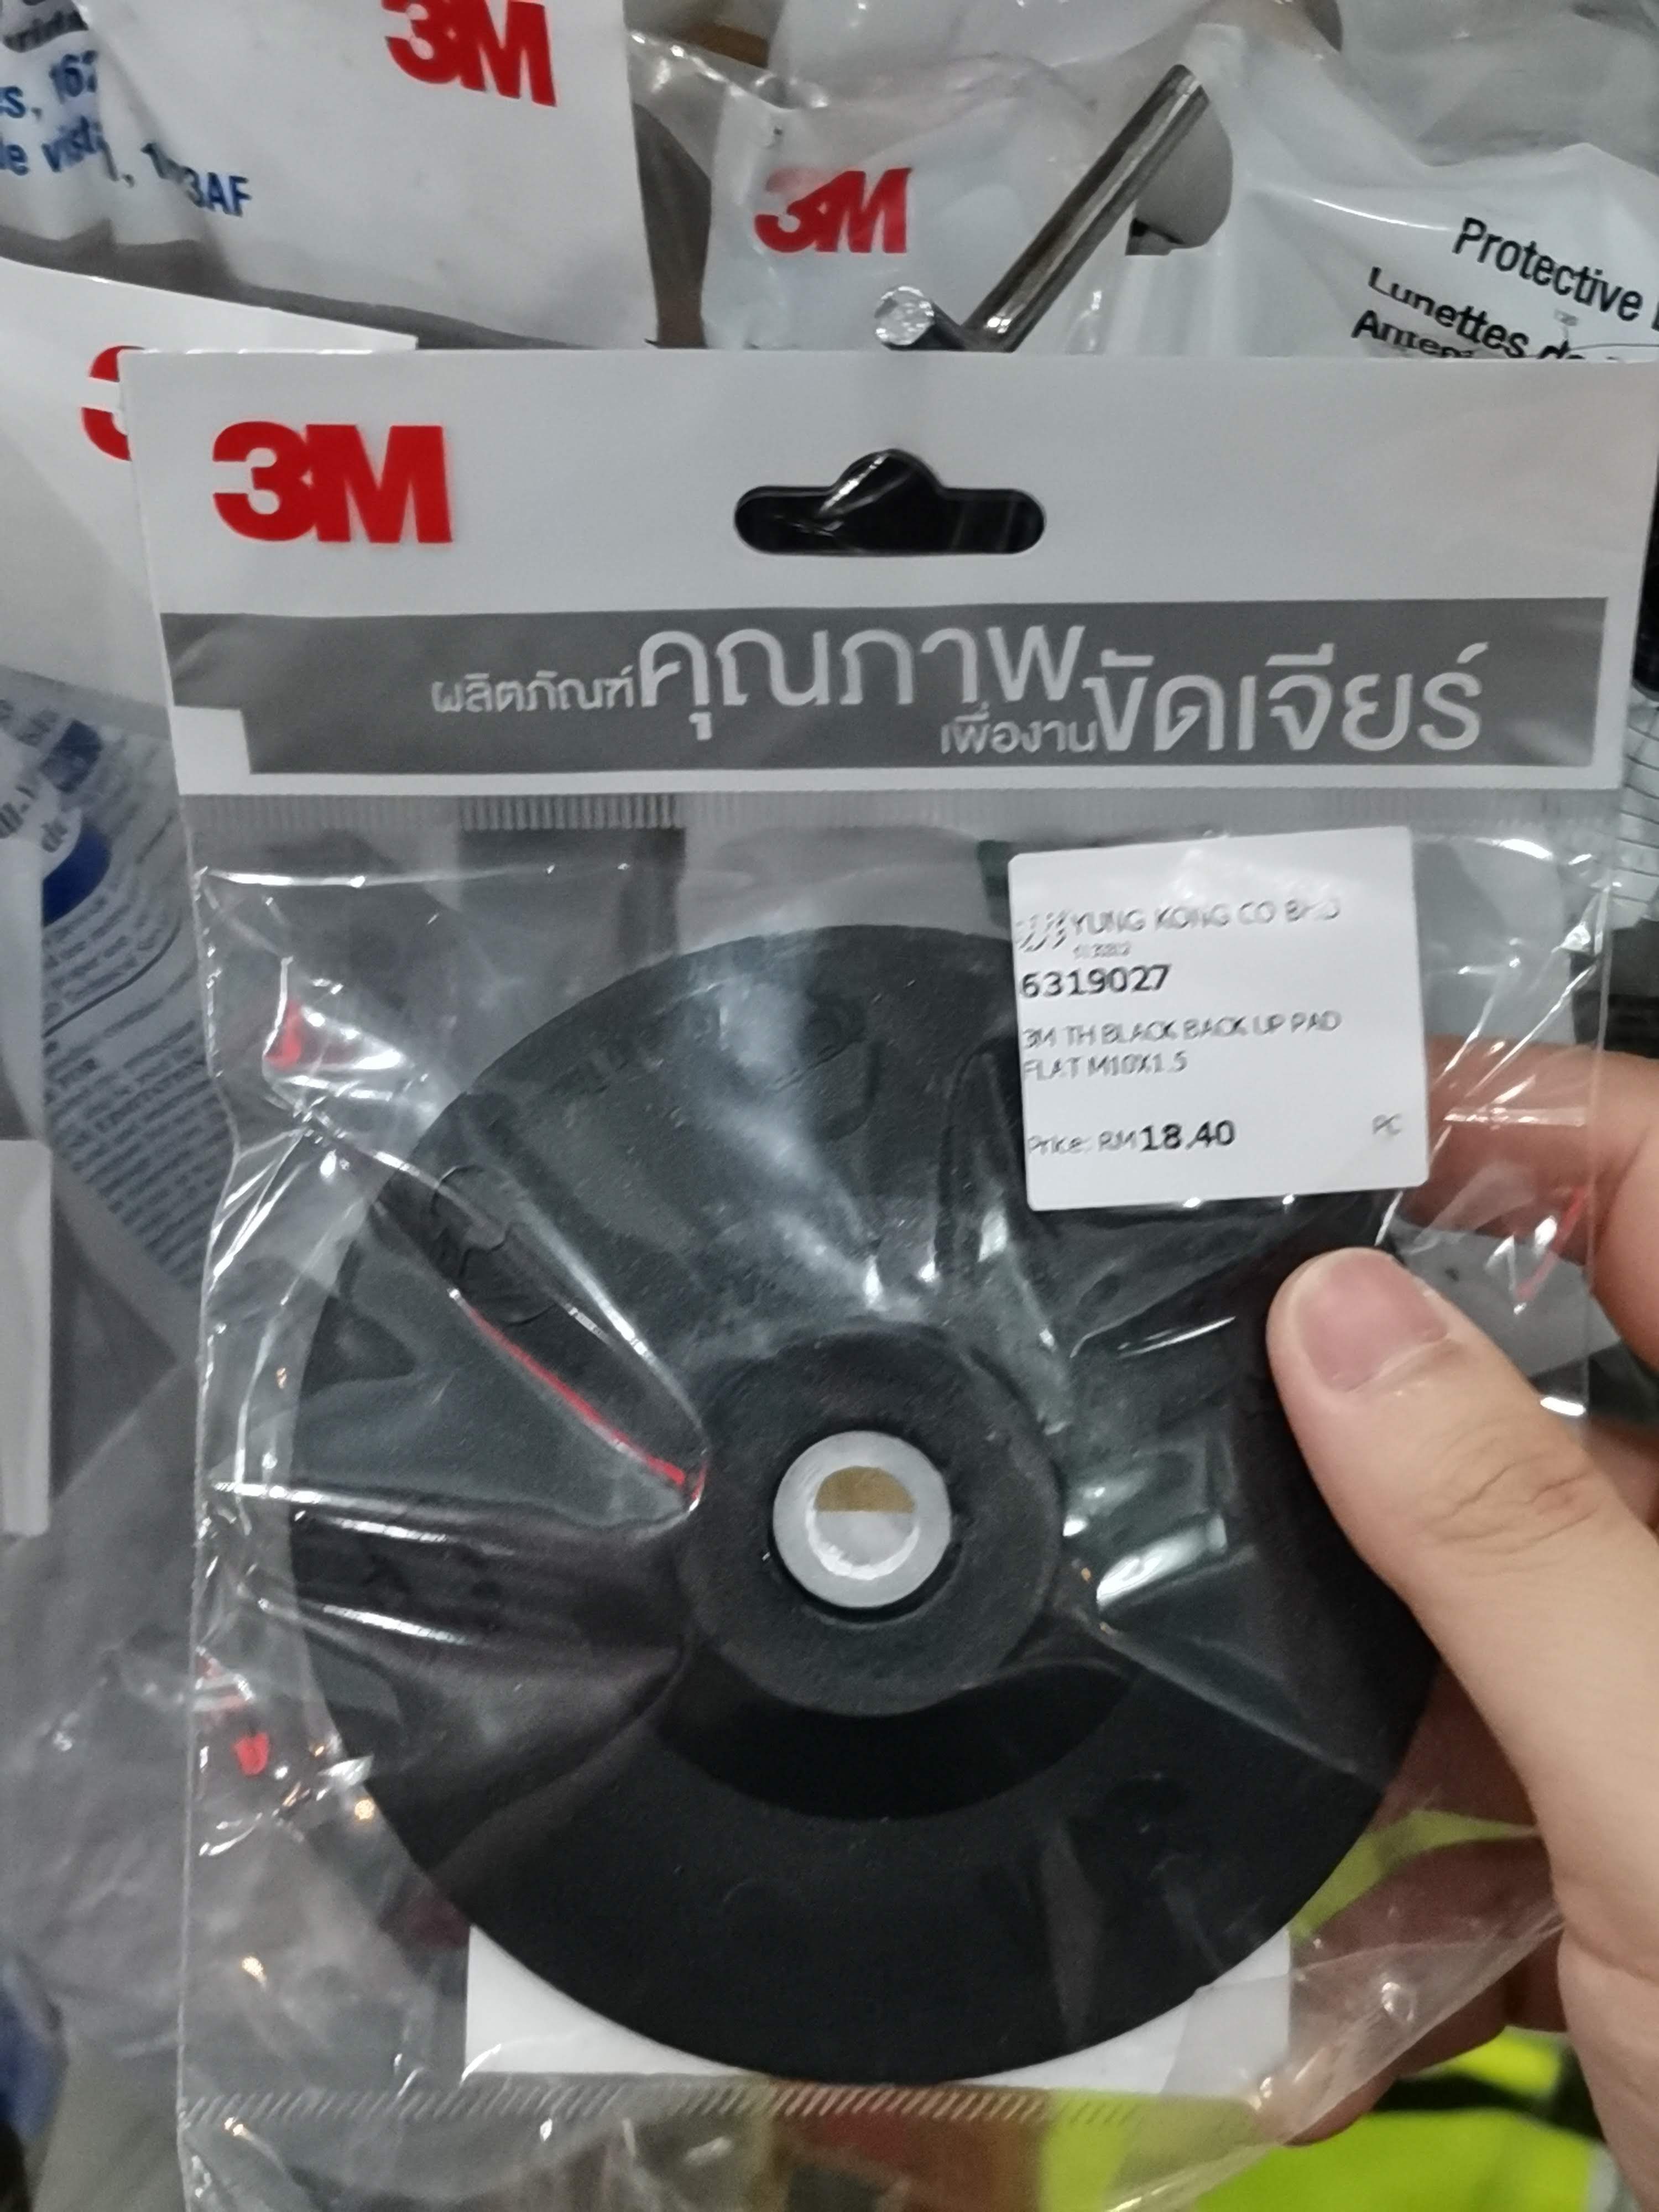 3M
3AF
3M
Protective
Lunettes de
3M
ผลิตภัณฑ์คุณภาพ
เพื่องานขัดเจียร์
YUNG KONG CO BHD
6319027
3M TH BLACK BACK UP PAD
FLAT M10X1.5
Price: RM18.40 PC